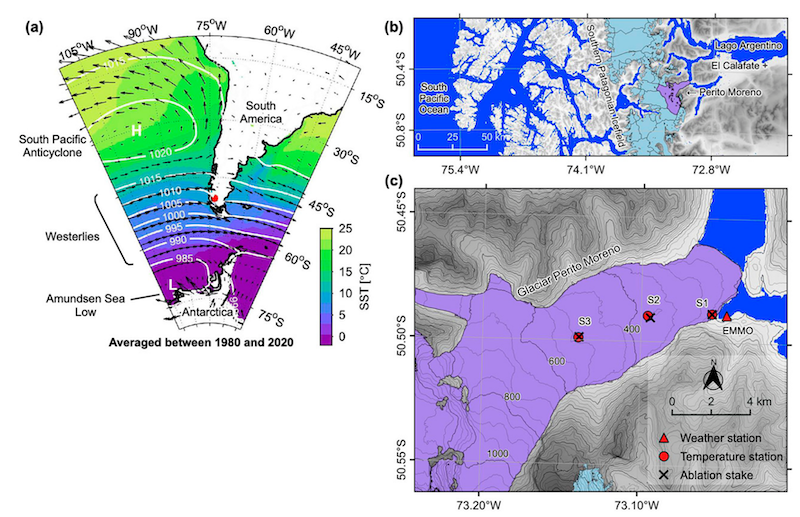 (a)
105°W
90°W
75°W
60°W
45°W
15°S
30°S
45°S
60°S
75°S
South
America
H
1020
1015
1010
1005
1000
995
990
985
L
South Pacific
Anticyclone
Westerlies
Amundsen Sea
Low
Antarctica
SST [°C]
25
20
15
10
5
0
Averaged between 1980 and 2020
(b)
50.4°S
50.8°S
South
Pacific
Ocean
Southern Patagonian Icefield
Lago Argentino
El Calafate +
Perito Moreno
0 25 50 km
75.4°W
74.1°W
72.8°W
(c)
50.45°S
50.50°S
50.55°S
Glaciar Perito Moreno
S1
S2
S3
EMMO
400
600
800
1000
N
0 2 4 km
Weather station
Temperature station
Ablation stake
73.20°W
73.10°W